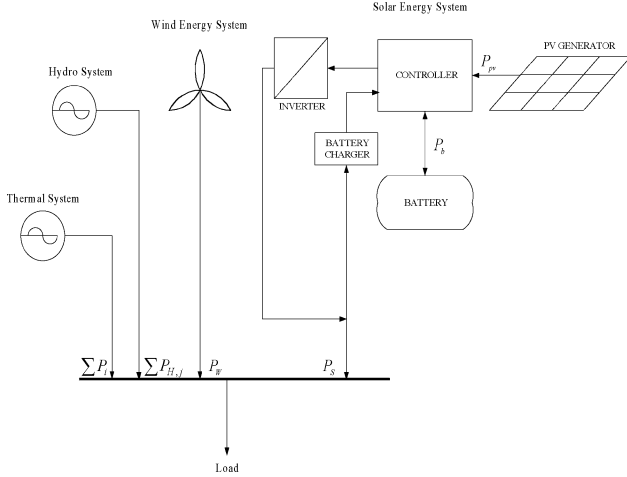 Solar Energy System
Wind Energy System
PV GENERATOR
Hydro System
CONTROLLER
P_pv
INVERTER
BATTERY
CHARGER
P_b
Thermal System
BATTERY
∑P_i
∑P_H,j
P_W
P_S
Load